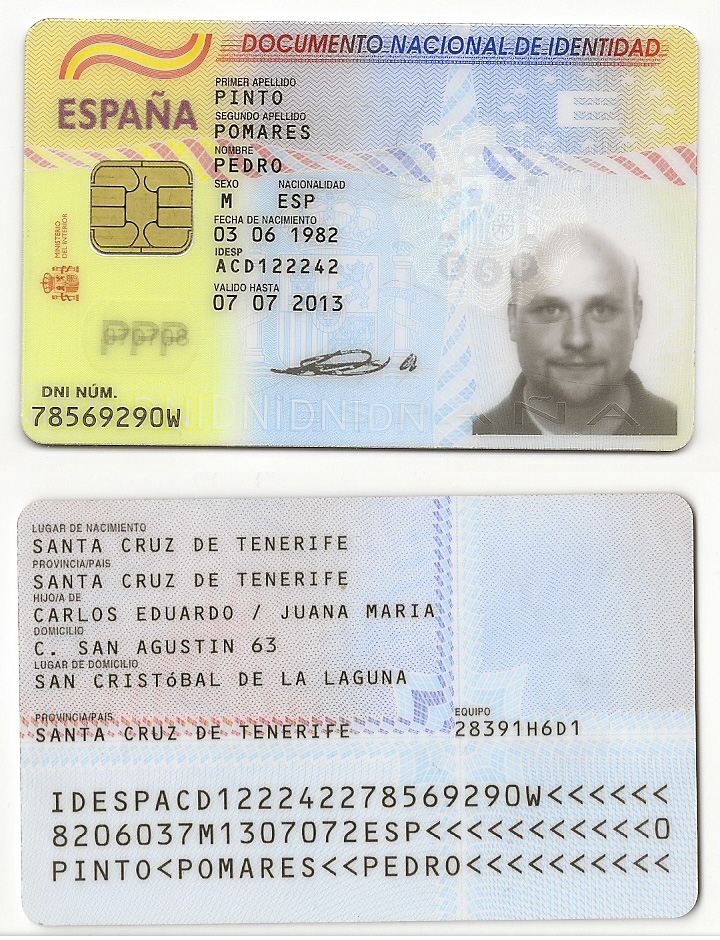 DOCUMENTO NACIONAL DE IDENTIDAD
ESPAÑA
PRIMER APELLIDO
PINTO
SEGUNDO APELLIDO
POMARES
NOMBRE
PEDRO
SEXO NACIONALIDAD
M ESP
FECHA DE NACIMIENTO
03 06 1982
IDESP
ACD122242
VALIDO HASTA
07 07 2013
MINISTERIO
DEL INTERIOR
070708
DNI NÚM.
78569290W
LUGAR DE NACIMIENTO
SANTA CRUZ DE TENERIFE
PROVINCIA/PAIS
SANTA CRUZ DE TENERIFE
HIJO/A DE
CARLOS EDUARDO / JUANA MARIA
DOMICILIO
C. SAN AGUSTIN 63
LUGAR DE DOMICILIO
SAN CRISTóBAL DE LA LAGUNA
PROVINCIA/PAIS
SANTA CRUZ DE TENERIFE
EQUIPO
28391H6D1
IDESPACD122242278569290W<<<<<<
8206037M1307072ESP<<<<<<<<<<<0
PINTO<POMARES<<PEDRO<<<<<<<<<<